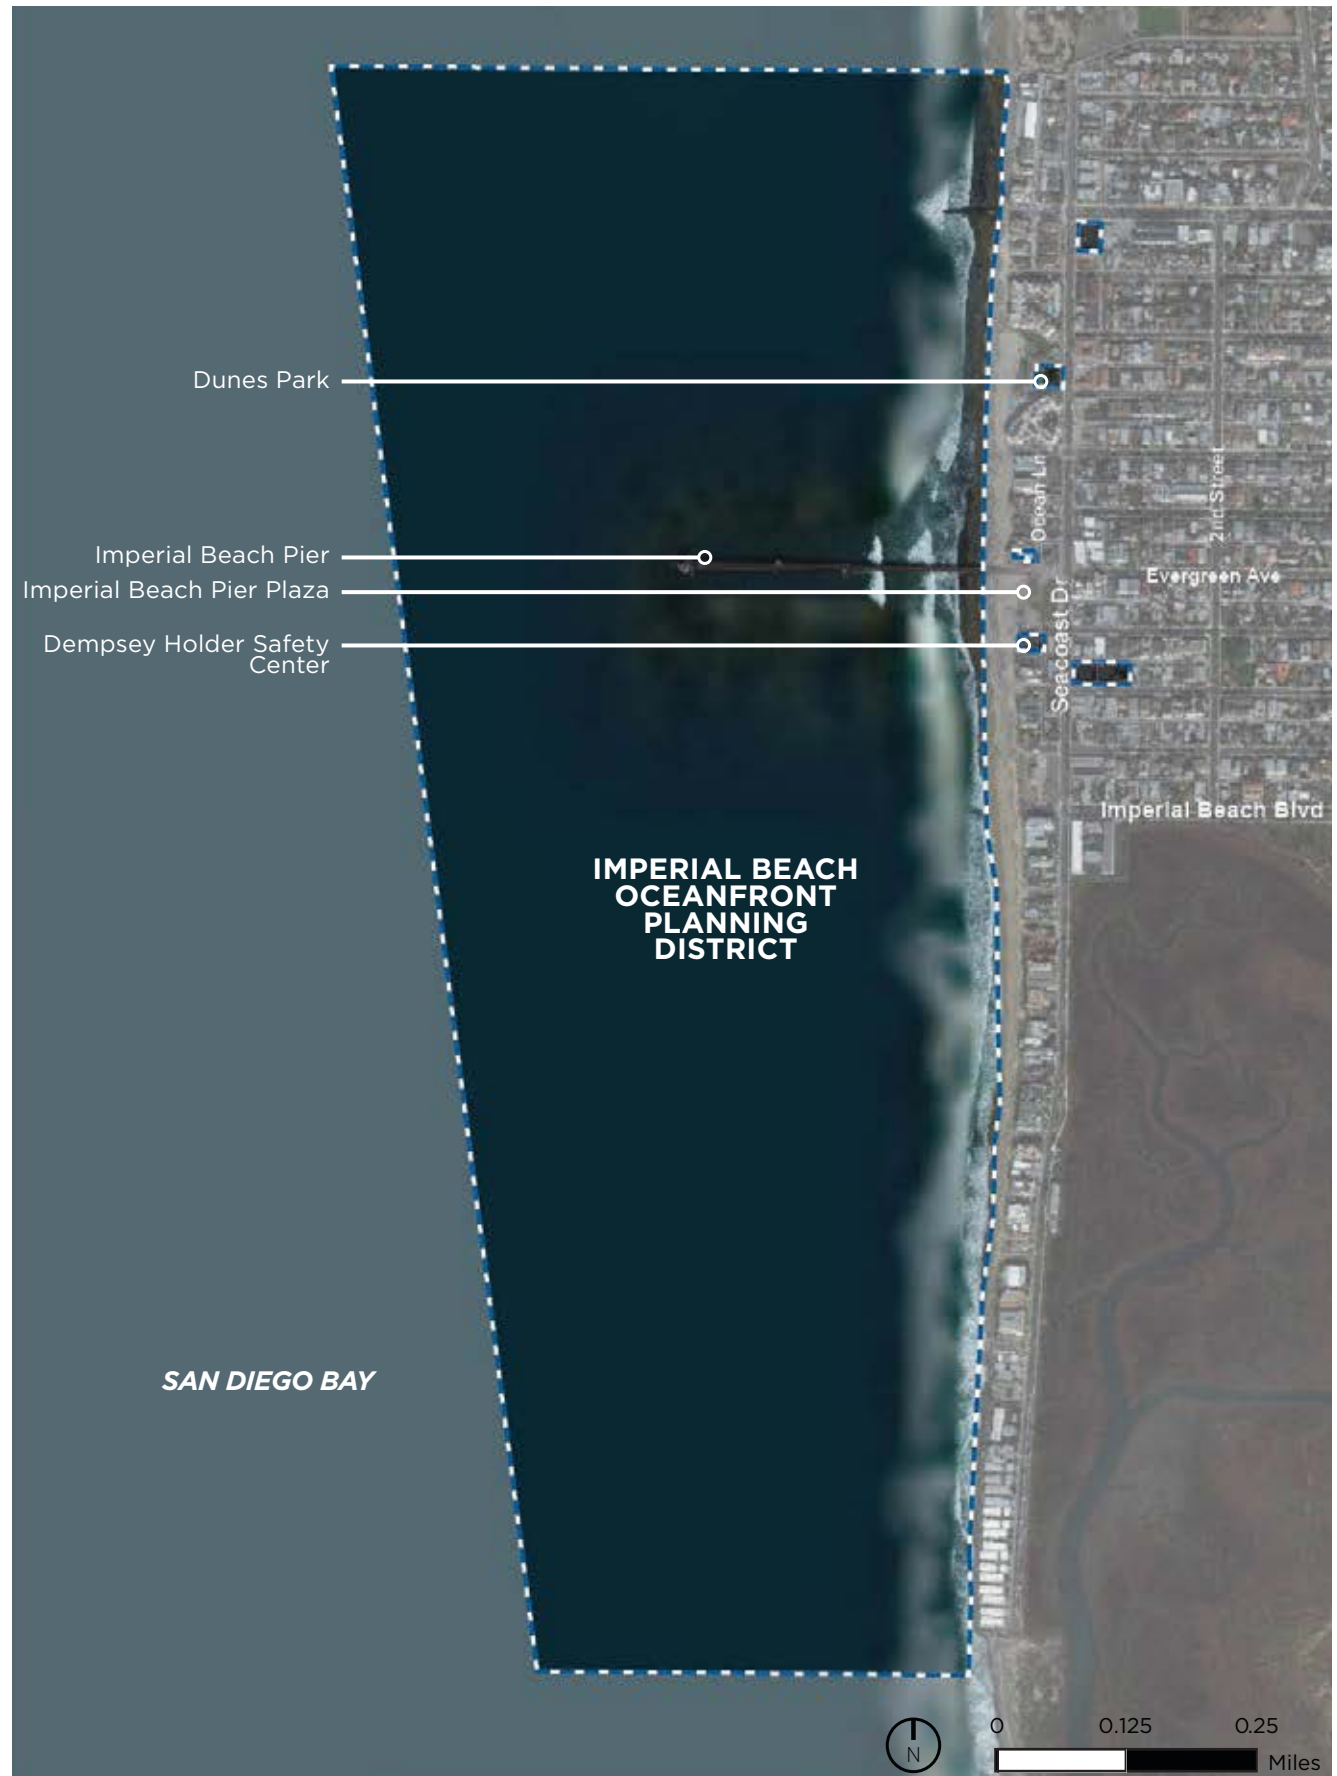 Dunes Park
Ocean Ln
2nd Street
Imperial Beach Pier
Evergreen Ave
Imperial Beach Pier Plaza
Seacoast Dr
Dempsey Holder Safety
Center
Imperial Beach Blvd
IMPERIAL BEACH
OCEANFRONT
PLANNING
DISTRICT
SAN DIEGO BAY
N
0 0.125 0.25
Miles